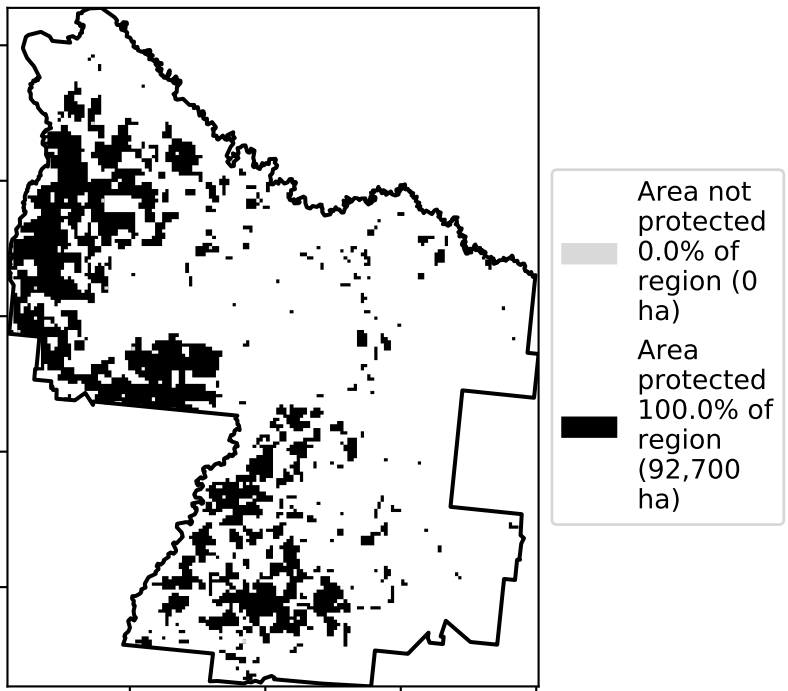 Area not
protected
0.0% of
region (0
ha)
Area
protected
100.0% of
region
(92,700
ha)